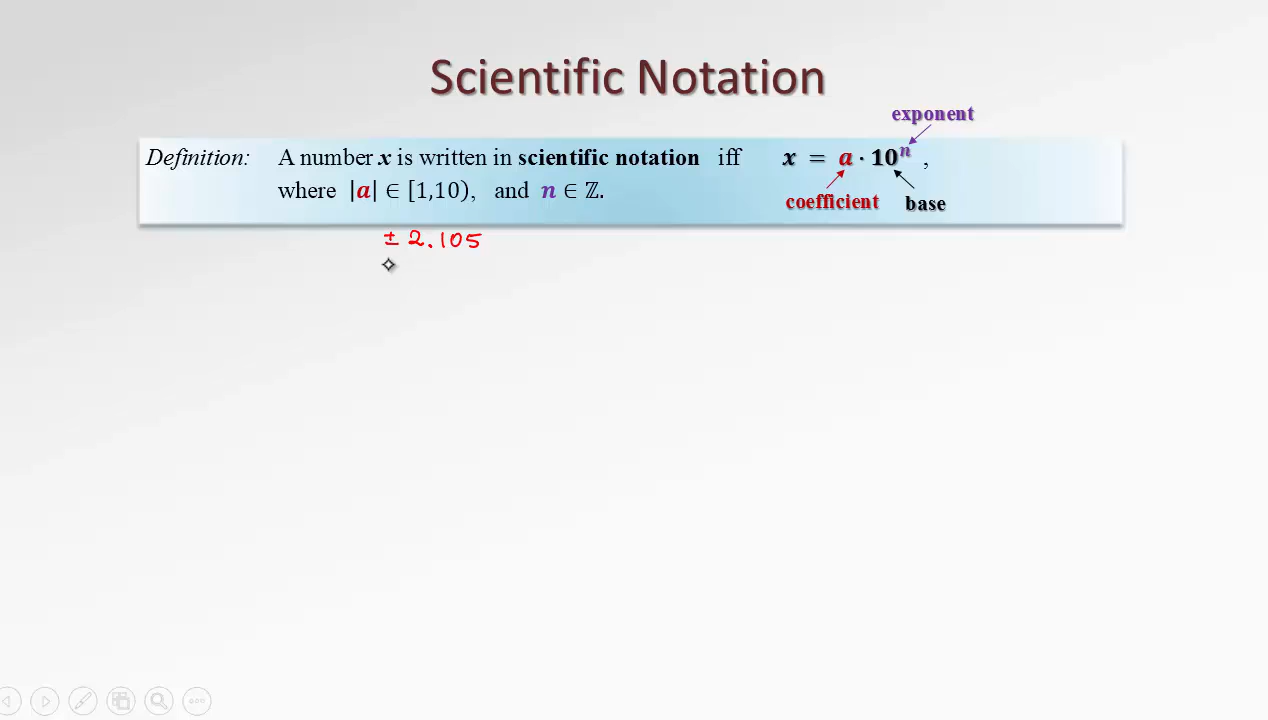 Scientific Notation
exponent
Definition: A number x is written in scientific notation iff x = a · 10ⁿ ,
where |a| ∈ [1,10), and n ∈ ℤ.
coefficient base
± 2.105